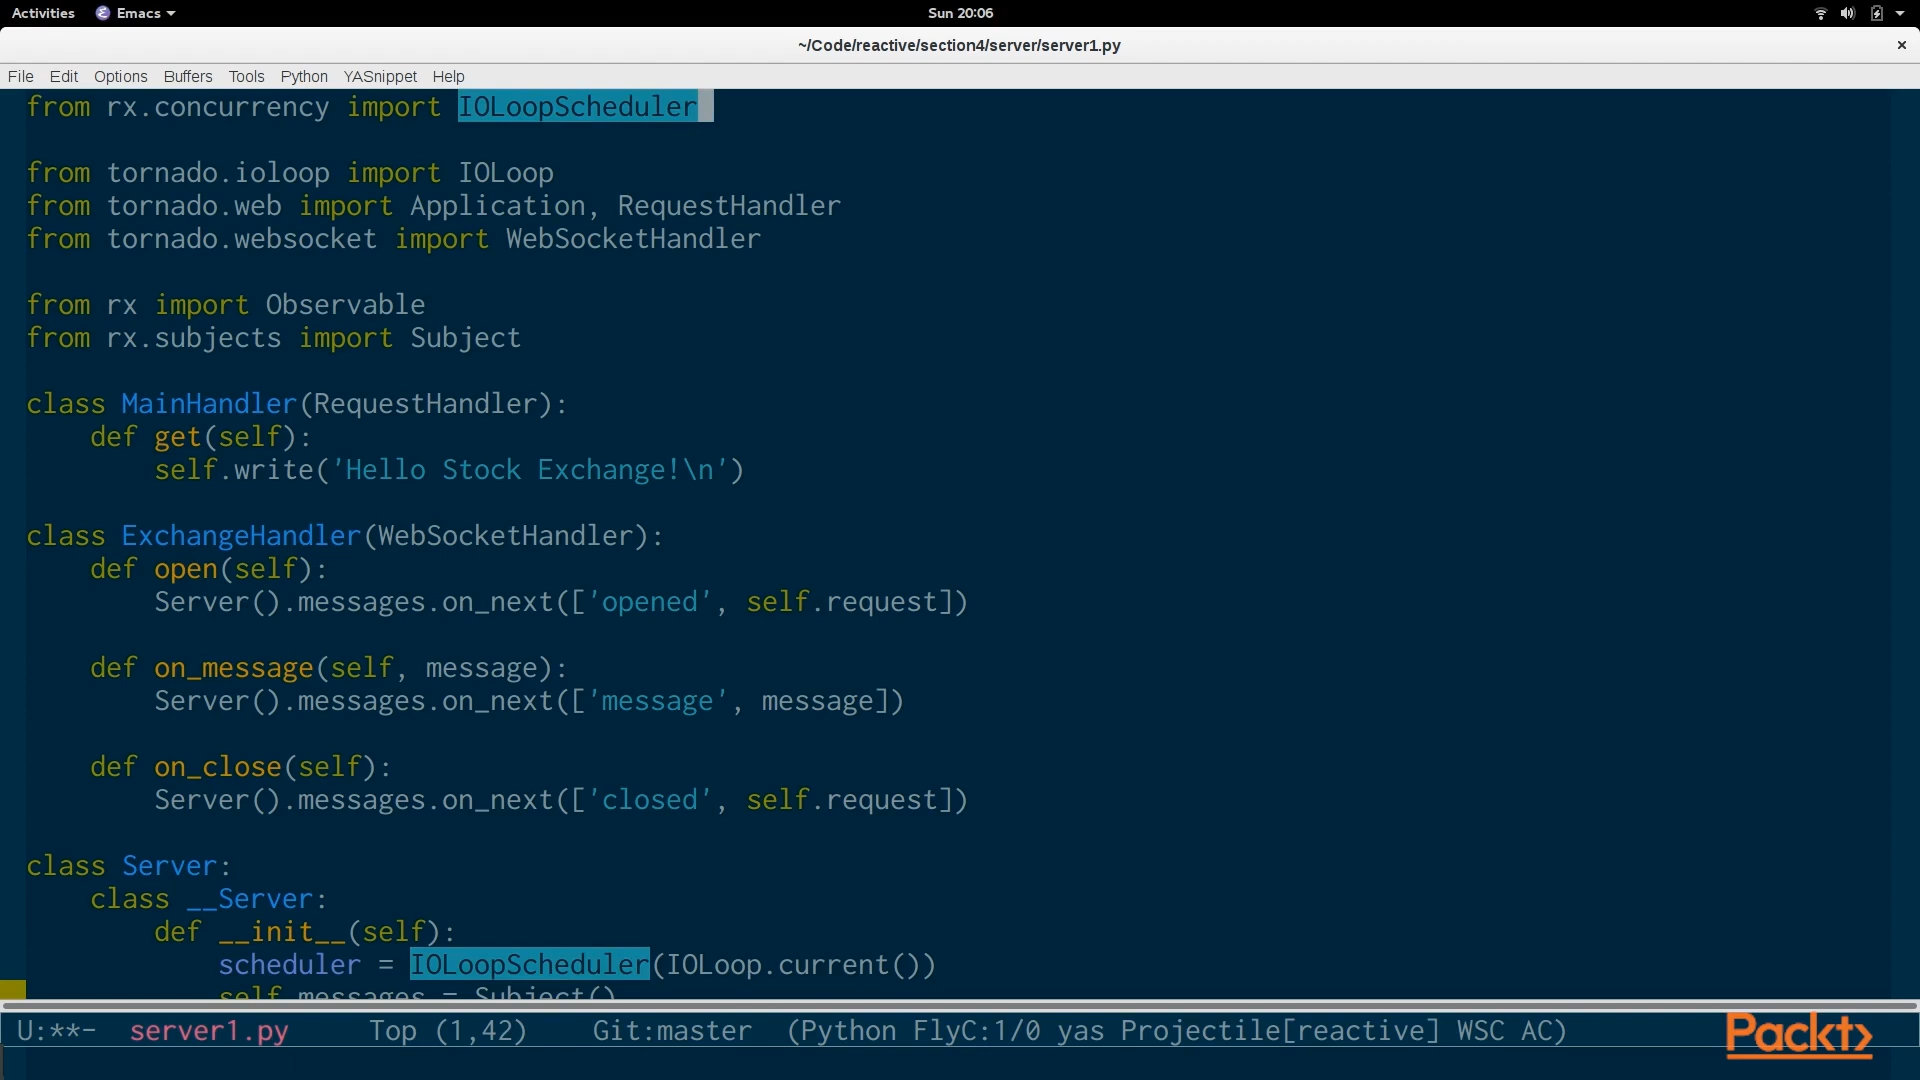 Activities Emacs Sun 20:06
~/Code/reactive/section4/server/server1.py
File Edit Options Buffers Tools Python YASnippet Help
from rx.concurrency import IOLoopScheduler
from tornado.ioloop import IOLoop
from tornado.web import Application, RequestHandler
from tornado.websocket import WebSocketHandler
from rx import Observable
from rx.subjects import Subject
class MainHandler(RequestHandler):
    def get(self):
        self.write('Hello Stock Exchange!\n')
class ExchangeHandler(WebSocketHandler):
    def open(self):
        Server().messages.on_next(['opened', self.request])
    def on_message(self, message):
        Server().messages.on_next(['message', message])
    def on_close(self):
        Server().messages.on_next(['closed', self.request])
class Server:
    class __Server:
        def __init__(self):
            scheduler = IOLoopScheduler(IOLoop.current())
            self.messages = Subject()
U:**- server1.py Top (1,42) Git:master (Python FlyC:1/0 yas Projectile[reactive] WSC AC)
Packt>